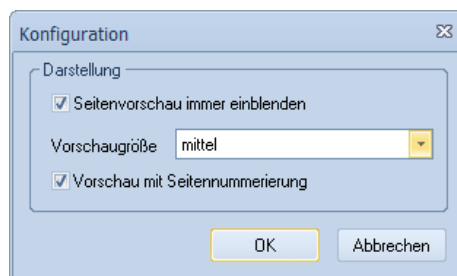 Konfiguration
Darstellung
Seitenvorschau immer einblenden
Vorschaugröße mittel
Vorschau mit Seitennummerierung
OK Abbrechen